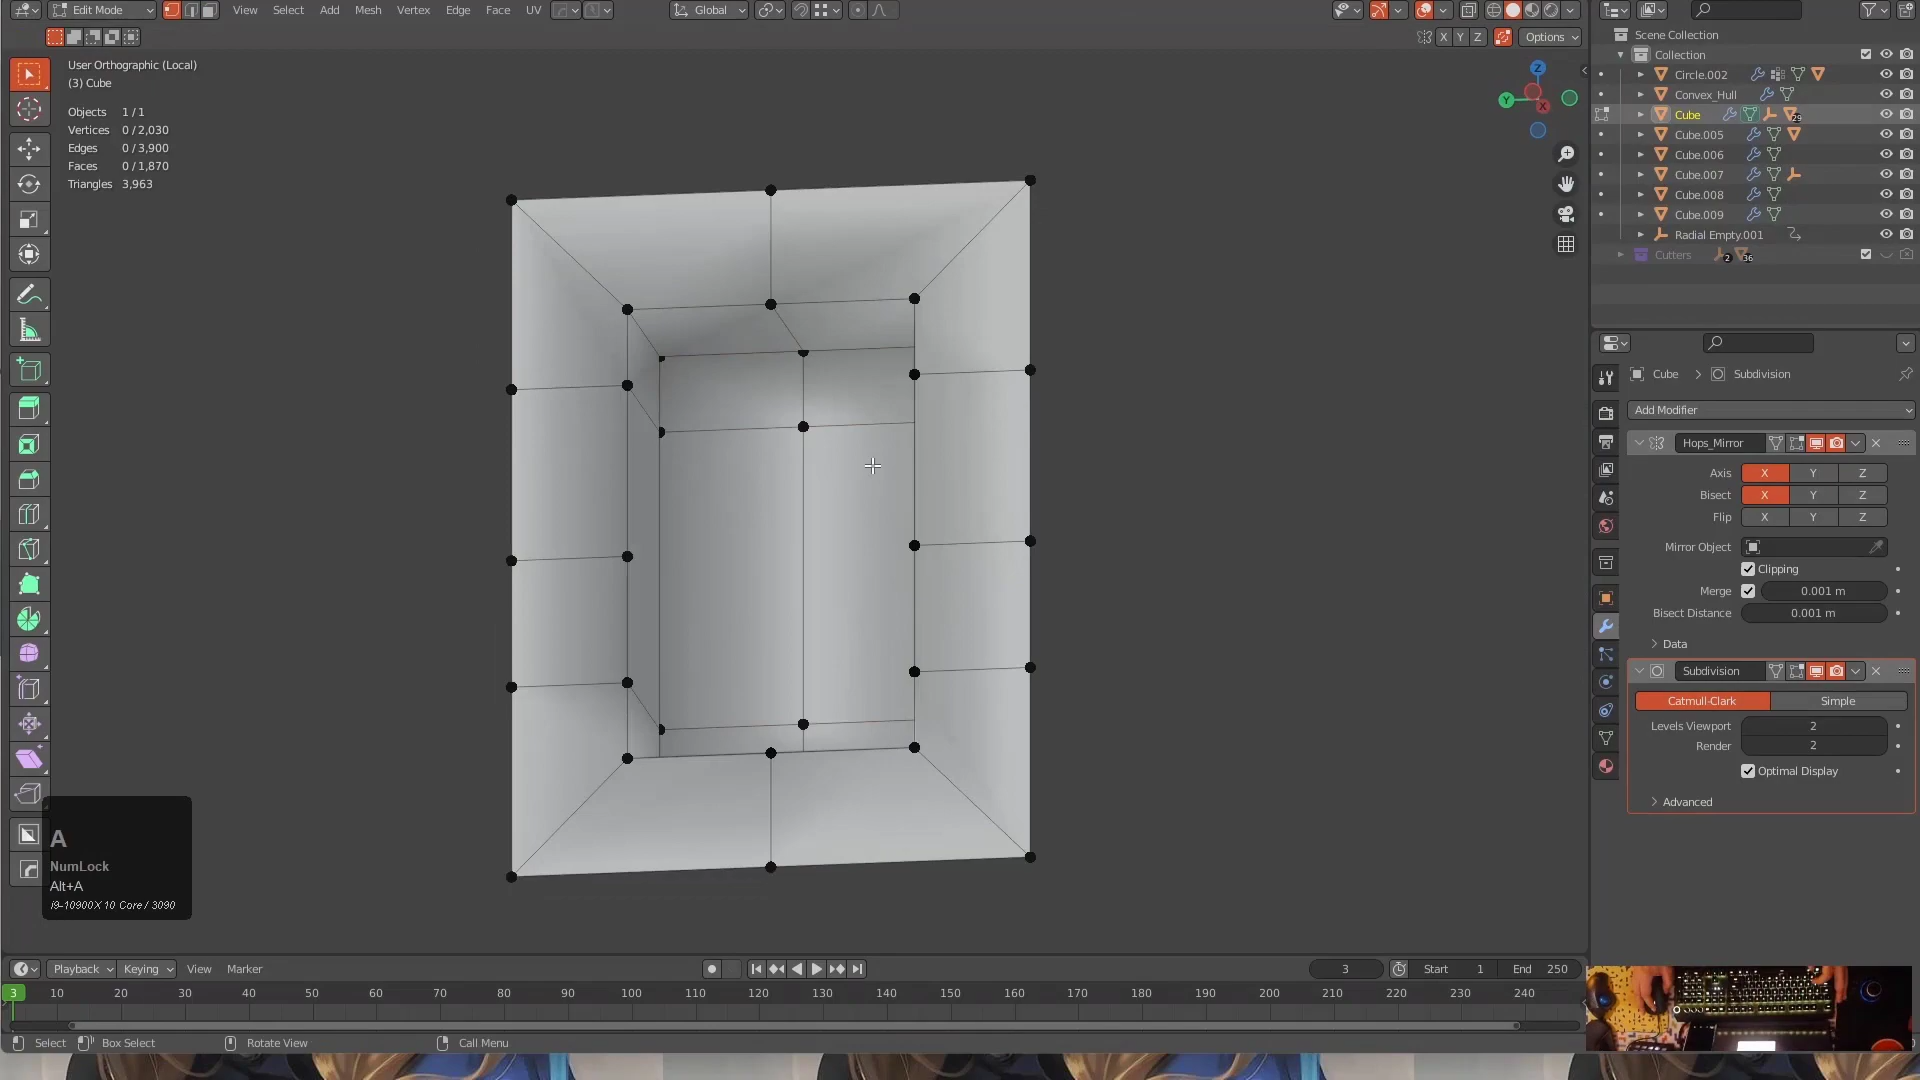 Edit Mode
View Select Add Mesh Vertex Edge Face UV
Global
X Y Z
Options
User Orthographic (Local)
(3) Cube
Objects 1 / 1
Vertices 0 / 2,030
Edges 0 / 3,900
Faces 0 / 1,870
Triangles 3,963
Z
Y
X
A
NumLock
Alt+A
i9-10900X 10 Core / 3090
Scene Collection
Collection
Circle.002
Convex_Hull
Cube
29
Cube.005
Cube.006
Cube.007
Cube.008
Cube.009
Radial Empty.001
Cutters
2
36
Cube > Subdivision
Add Modifier
Hops_Mirror
Axis X Y Z
Bisect X Y Z
Flip X Y Z
Mirror Object
Clipping
Merge 0.001 m
Bisect Distance 0.001 m
Data
Subdivision
Catmull-Clark Simple
Levels Viewport 2
Render 2
Optimal Display
Advanced
Playback Keying View Marker
3
Start 1
End 250
3 10 20 30 40 50 60 70 80 90 100 110 120 130 140 150 160 170 180 190 200 210 220 230 240
Select Box Select Rotate View Call Menu